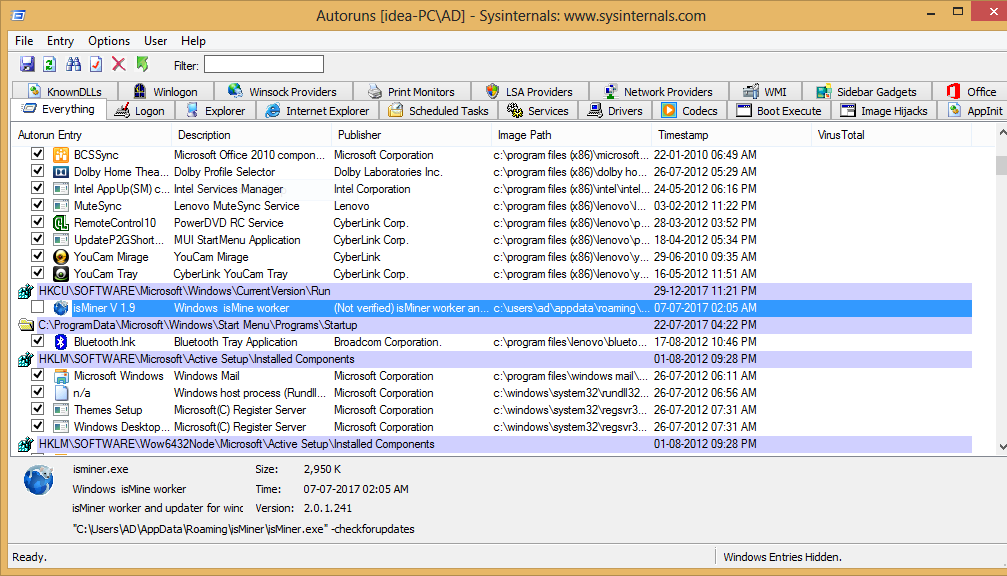 Autoruns [idea-PC\AD] - Sysinternals: www.sysinternals.com
File Entry Options User Help
Filter:
KnownDLLs Winlogon Winsock Providers Print Monitors LSA Providers Network Providers WMI Sidebar Gadgets Office
Everything Logon Explorer Internet Explorer Scheduled Tasks Services Drivers Codecs Boot Execute Image Hijacks AppInit
Autorun Entry Description Publisher Image Path Timestamp VirusTotal
BCSSync Microsoft Office 2010 compon... Microsoft Corporation c:\program files (x86)\microsoft... 22-01-2010 06:49 AM
Dolby Home Thea... Dolby Profile Selector Dolby Laboratories Inc. c:\program files (x86)\dolby ho... 26-07-2012 05:29 AM
Intel AppUp(SM) c... Intel Services Manager Intel Corporation c:\program files (x86)\intel\intel... 24-05-2012 06:16 PM
MuteSync Lenovo MuteSync Service Lenovo c:\program files (x86)\lenovo\l... 03-02-2012 11:22 PM
RemoteControl10 PowerDVD RC Service CyberLink Corp. c:\program files (x86)\lenovo\p... 28-03-2012 03:52 PM
UpdateP2GShort... MUI StartMenu Application CyberLink Corp. c:\program files (x86)\lenovo\p... 18-04-2012 05:34 PM
YouCam Mirage YouCam Mirage CyberLink c:\program files (x86)\lenovo\y... 29-06-2010 09:35 AM
YouCam Tray CyberLink YouCam Tray CyberLink Corp. c:\program files (x86)\lenovo\y... 16-05-2012 11:51 AM
HKCU\SOFTWARE\Microsoft\Windows\CurrentVersion\Run 29-12-2017 11:21 PM
isMiner V 1.9 Windows isMine worker (Not verified) isMiner worker an... c:\users\ad\appdata\roaming\... 07-07-2017 02:05 AM
C:\ProgramData\Microsoft\Windows\Start Menu\Programs\Startup 22-07-2017 04:22 PM
Bluetooth.lnk Bluetooth Tray Application Broadcom Corporation. c:\program files\lenovo\blueto... 17-08-2012 10:46 PM
HKLM\SOFTWARE\Microsoft\Active Setup\Installed Components 01-08-2012 09:28 PM
Microsoft Windows Windows Mail Microsoft Corporation c:\program files\windows mail\... 26-07-2012 06:11 AM
n/a Windows host process (Rundll... Microsoft Corporation c:\windows\system32\rundll32... 26-07-2012 06:56 AM
Themes Setup Microsoft(C) Register Server Microsoft Corporation c:\windows\system32\regsvr3... 26-07-2012 07:31 AM
Windows Desktop... Microsoft(C) Register Server Microsoft Corporation c:\windows\system32\regsvr3... 26-07-2012 07:31 AM
HKLM\SOFTWARE\Wow6432Node\Microsoft\Active Setup\Installed Components 01-08-2012 09:28 PM
isminer.exe Size: 2,950 K
Windows isMine worker Time: 07-07-2017 02:05 AM
isMiner worker and updater for winc Version: 2.0.1.241
"C:\Users\AD\AppData\Roaming\isMiner\isMiner.exe" -checkforupdates
Ready. Windows Entries Hidden.